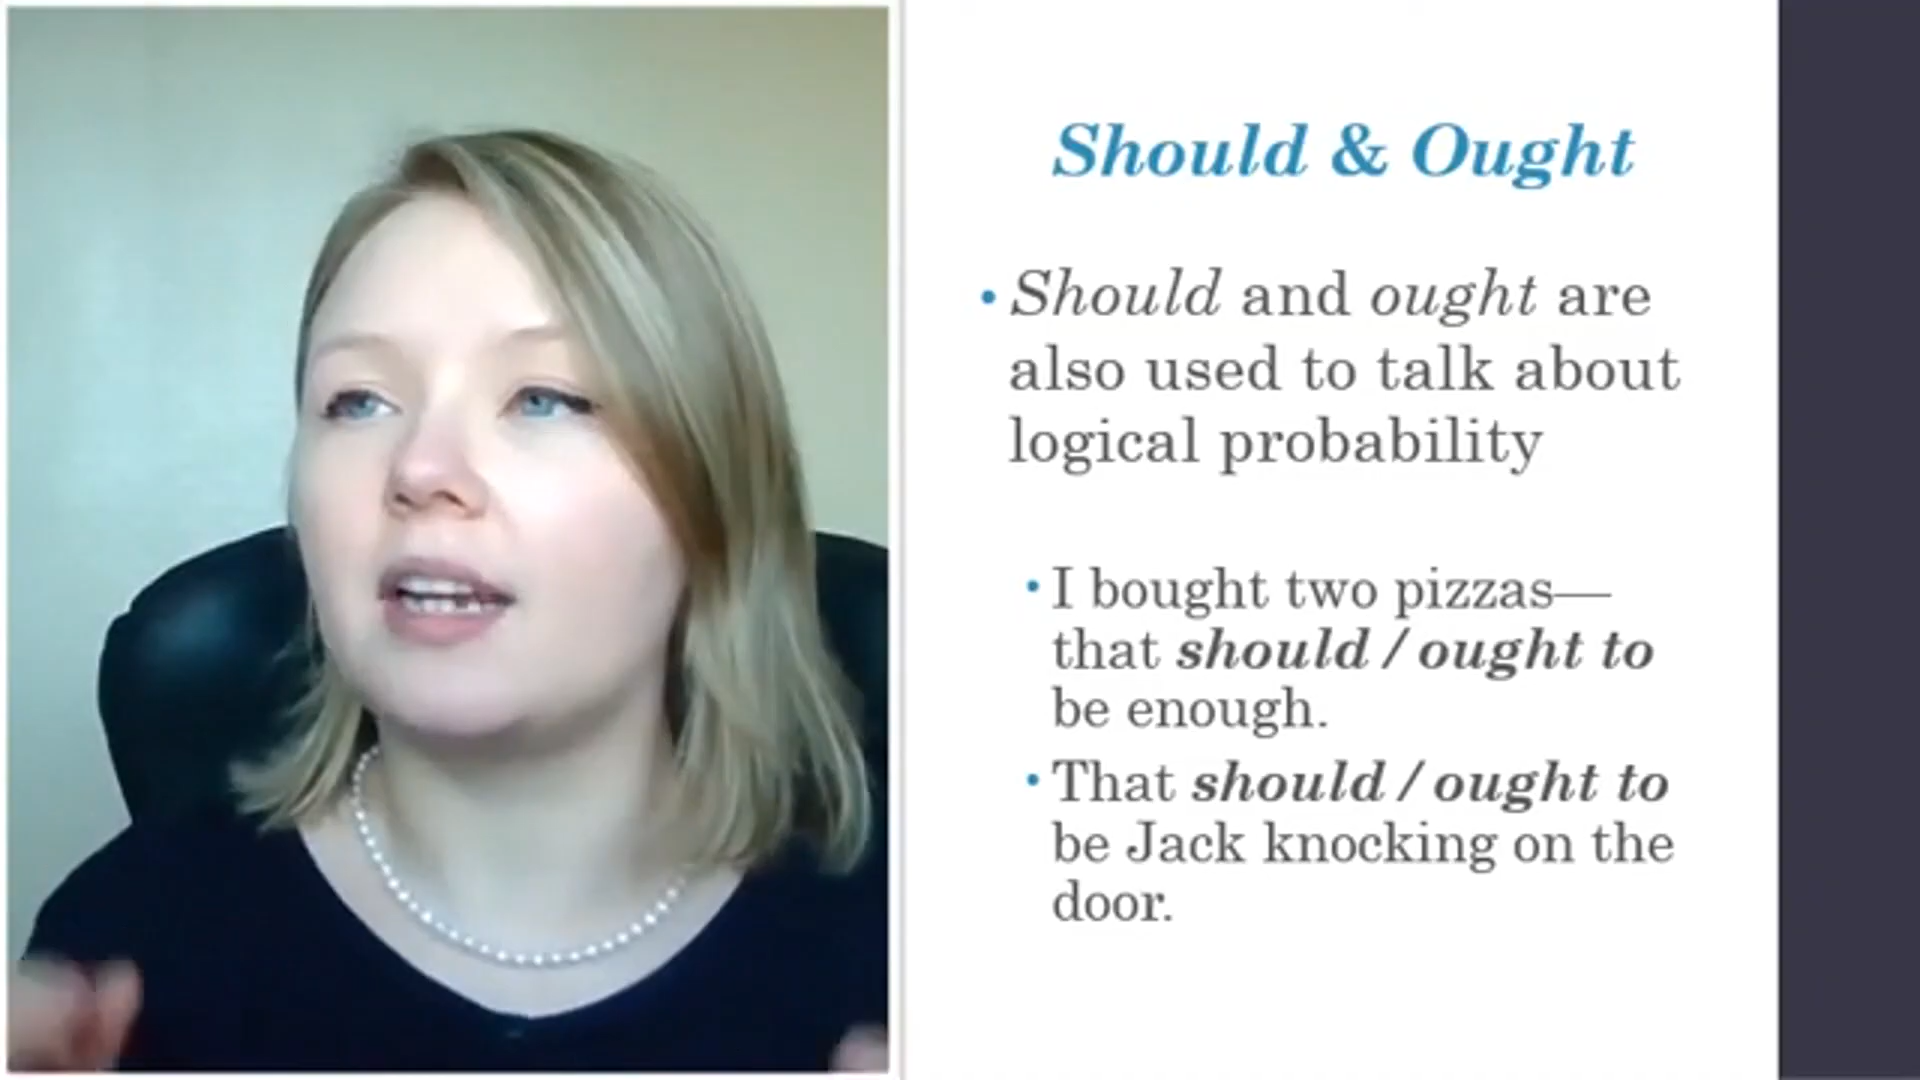 Should & Ought
• Should and ought are
also used to talk about
logical probability
• I bought two pizzas—
that should / ought to
be enough.
• That should / ought to
be Jack knocking on the
door.